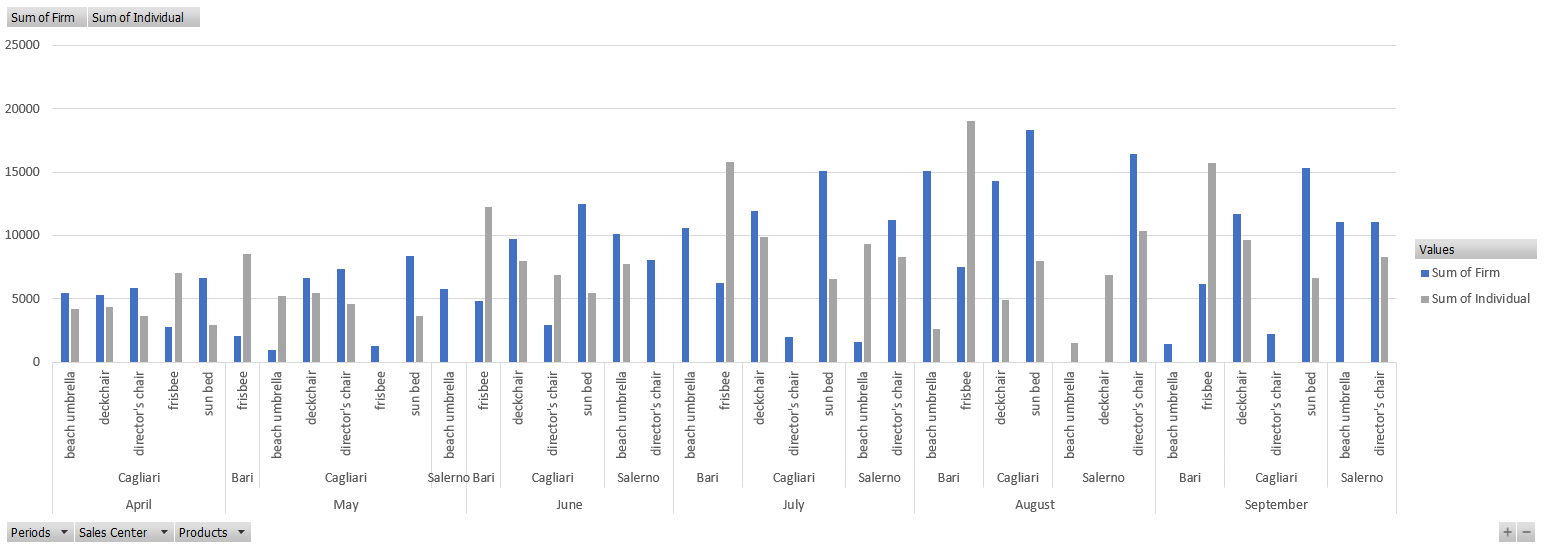 Sum of Firm Sum of Individual
25000
20000
15000
10000
5000
0
Values
Sum of Firm
Sum of Individual
beach umbrella deckchair director's chair frisbee sun bed frisbee beach umbrella deckchair director's chair frisbee sun bed beach umbrella frisbee deckchair director's chair sun bed beach umbrella director's chair beach umbrella frisbee deckchair director's chair sun bed beach umbrella director's chair beach umbrella frisbee deckchair sun bed beach umbrella deckchair director's chair beach umbrella frisbee deckchair director's chair sun bed beach umbrella director's chair
Cagliari Bari Cagliari Salerno Bari Cagliari Salerno Bari Cagliari Salerno Bari Cagliari Salerno Bari Cagliari Salerno
April May June July August September
Periods Sales Center Products + −